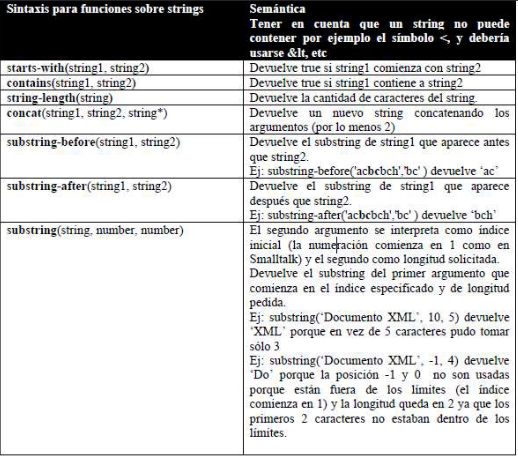 Sintaxis para funciones sobre strings
Semántica
Tener en cuenta que un string no puede
contener por ejemplo el símbolo <, y debería
usarse &lt, etc
starts-with(string1, string2)
Devuelve true si string1 comienza con string2
contains(string1, string2)
Devuelve true si string1 contiene a string2
string-length(string)
Devuelve la cantidad de caracteres del string.
concat(string1, string2, string*)
Devuelve un nuevo string concatenando los
argumentos (por lo menos 2)
substring-before(string1, string2)
Devuelve el substring de string1 que aparece antes
que string2.
Ej: substring-before('acbcbch','bc' ) devuelve ‘ac’
substring-after(string1, string2)
Devuelve el substring de string1 que aparece
después que string2.
Ej: substring-after('acbcbch','bc' ) devuelve ‘bch’
substring(string, number, number)
El segundo argumento se interpreta como índice
inicial (la numeración comienza en 1 como en
Smalltalk) y el segundo como longitud solicitada.
Devuelve el substring del primer argumento que
comienza en el índice especificado y de longitud
pedida.
Ej: substring(‘Documento XML’, 10, 5) devuelve
‘XML’ porque en vez de 5 caracteres pudo tomar
sólo 3
Ej: substring(‘Documento XML’, -1, 4) devuelve
‘Do’ porque la posición -1 y 0 no son usadas
porque están fuera de los límites (el índice
comienza en 1) y la longitud queda en 2 ya que los
primeros 2 caracteres no estaban dentro de los
límites.